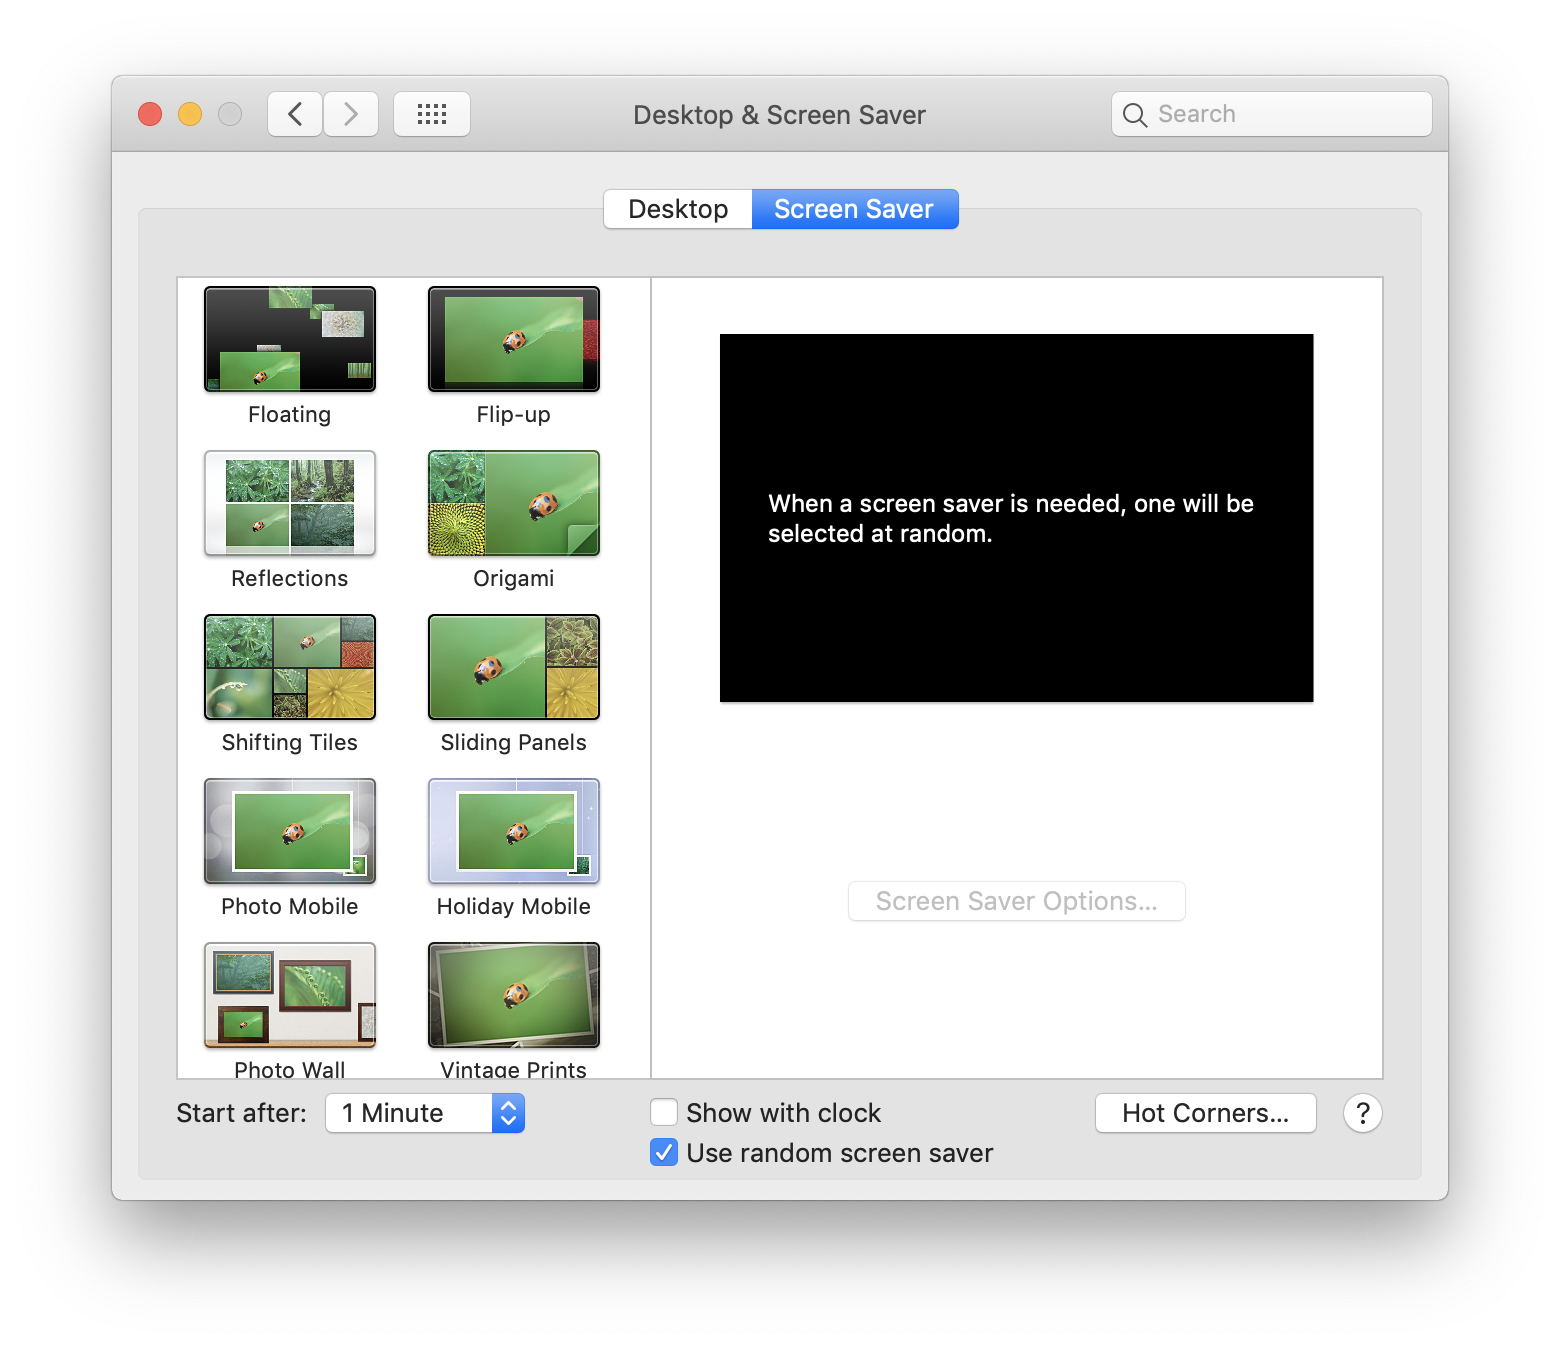 Desktop & Screen Saver
Search
Desktop
Screen Saver
Floating
Flip-up
Reflections
Origami
Shifting Tiles
Sliding Panels
Photo Mobile
Holiday Mobile
Photo Wall
Vintage Prints
When a screen saver is needed, one will be
selected at random.
Screen Saver Options...
Start after:
1 Minute
Show with clock
Use random screen saver
Hot Corners...
?